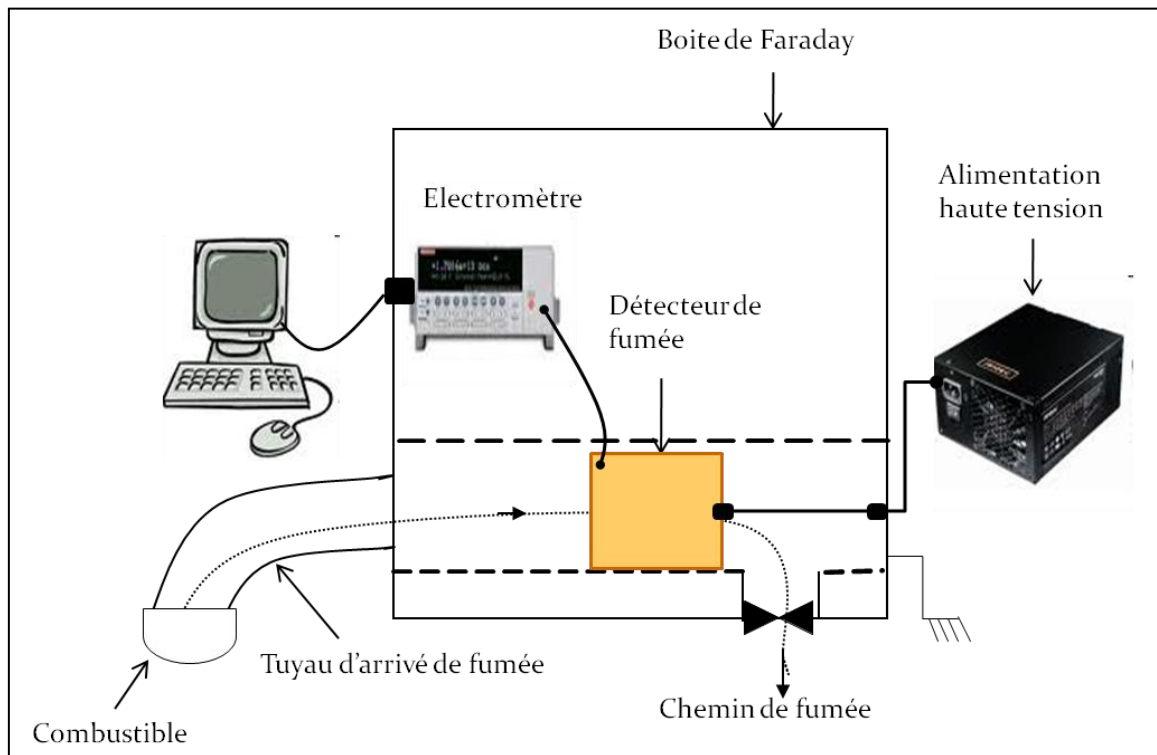 Boite de Faraday
Electromètre
Alimentation
haute tension
Détecteur de
fumée
Tuyau d'arrivé de fumée
Chemin de fumée
Combustible